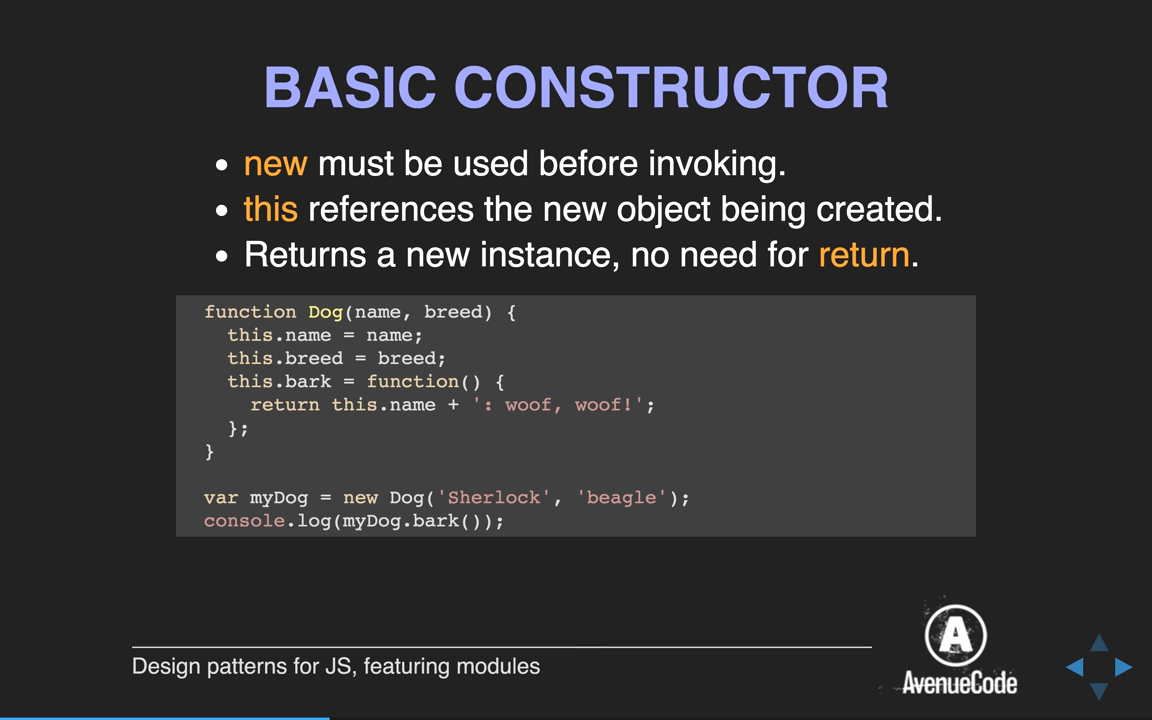 BASIC CONSTRUCTOR
• new must be used before invoking.
• this references the new object being created.
• Returns a new instance, no need for return.
function Dog(name, breed) {
  this.name = name;
  this.breed = breed;
  this.bark = function() {
    return this.name + ': woof, woof!';
  };
}

var myDog = new Dog('Sherlock', 'beagle');
console.log(myDog.bark());
A
AvenueCode
Design patterns for JS, featuring modules